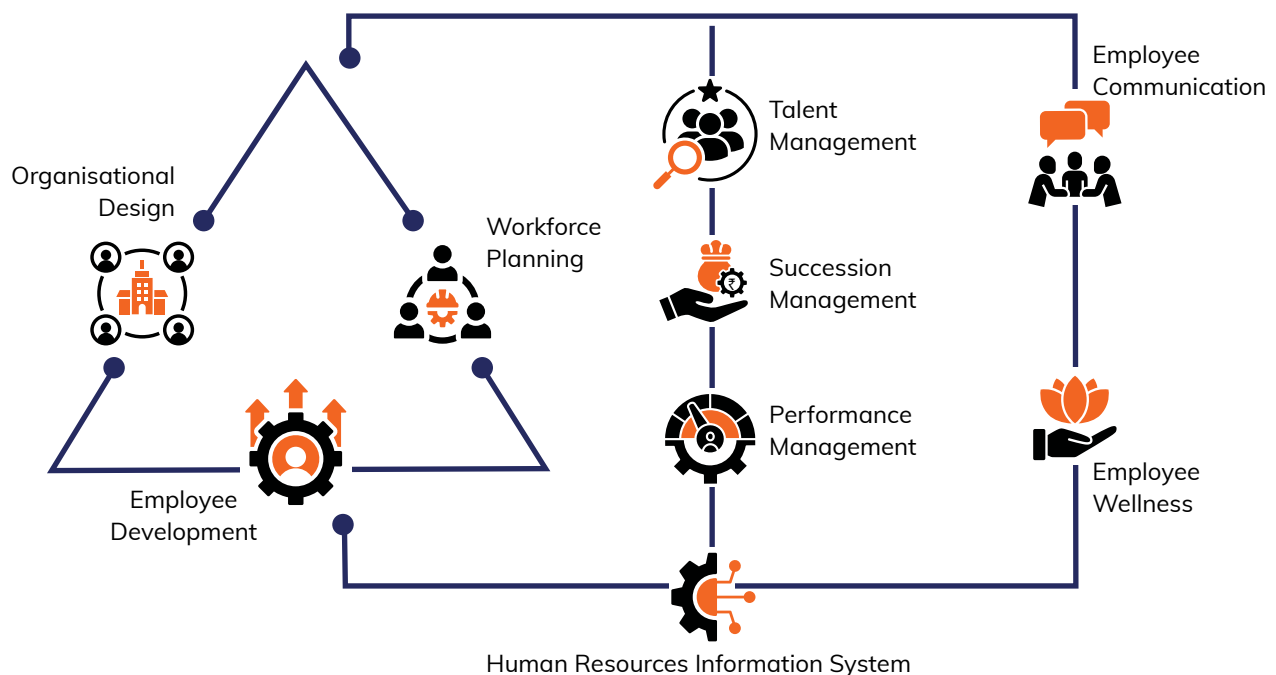 Organisational
Design
Workforce
Planning
Employee
Development
Talent
Management
Succession
Management
₹
Performance
Management
Employee
Communication
Employee
Wellness
Human Resources Information System